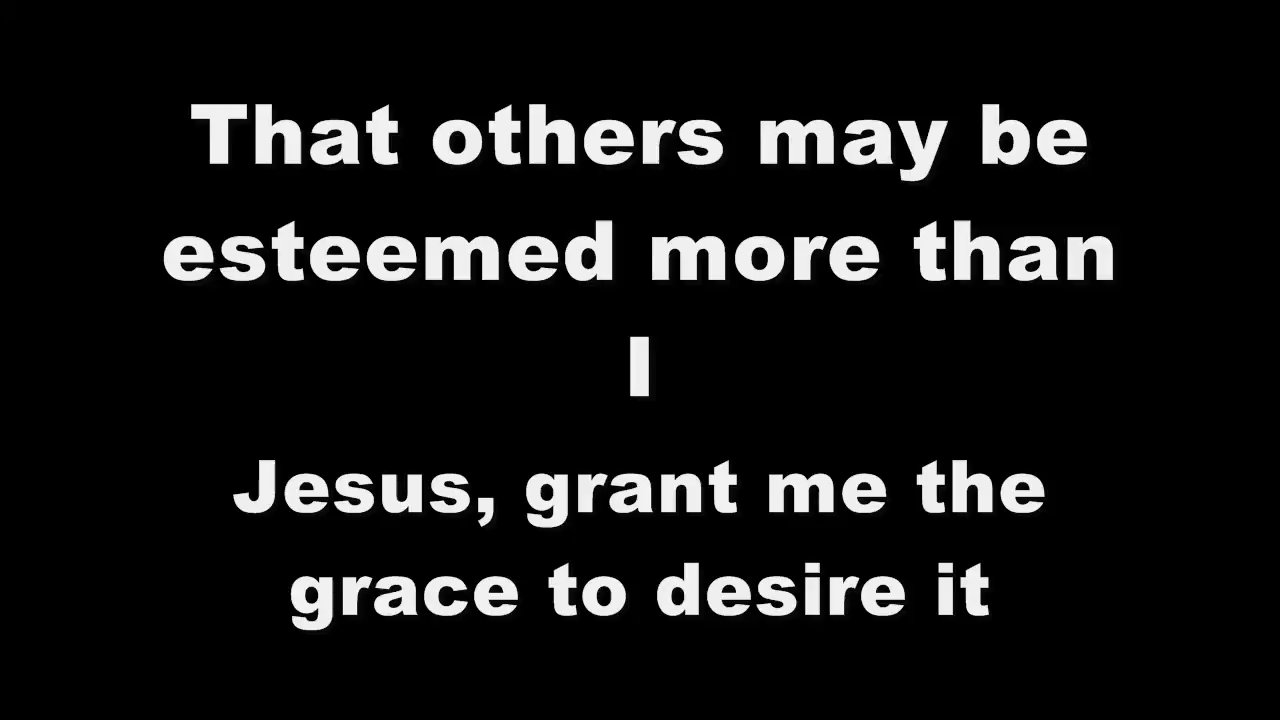 That others may be
esteemed more than
I
Jesus, grant me the
grace to desire it